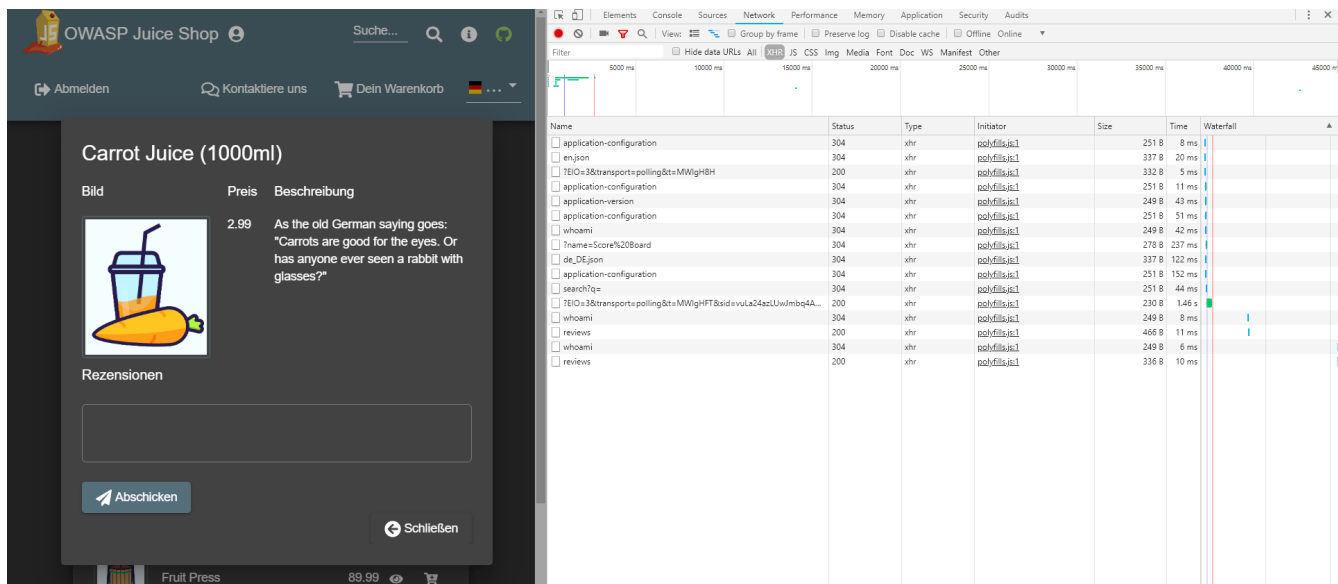 OWASP Juice Shop
Suche...
Abmelden
Kontaktiere uns
Dein Warenkorb
...
Carrot Juice (1000ml)
Bild Preis Beschreibung
2.99 As the old German saying goes:
"Carrots are good for the eyes. Or
has anyone ever seen a rabbit with
glasses?"
Rezensionen
Abschicken
Schließen
Fruit Press 89.99
Elements Console Sources Network Performance Memory Application Security Audits
View: Group by frame Preserve log Disable cache Offline Online
Filter Hide data URLs All XHR JS CSS Img Media Font Doc WS Manifest Other
5000 ms 10000 ms 15000 ms 20000 ms 25000 ms 30000 ms 35000 ms 40000 ms 45000 m
Name Status Type Initiator Size Time Waterfall
application-configuration 304 xhr polyfills.js:1 251 B 8 ms
en.json 304 xhr polyfills.js:1 337 B 20 ms
?EIO=3&transport=polling&t=MWIgH8H 200 xhr polyfills.js:1 332 B 5 ms
application-configuration 304 xhr polyfills.js:1 251 B 11 ms
application-version 304 xhr polyfills.js:1 249 B 43 ms
application-configuration 304 xhr polyfills.js:1 251 B 51 ms
whoami 304 xhr polyfills.js:1 249 B 42 ms
?name=Score%20Board 304 xhr polyfills.js:1 278 B 237 ms
de_DE.json 304 xhr polyfills.js:1 337 B 122 ms
application-configuration 304 xhr polyfills.js:1 251 B 152 ms
search?q= 304 xhr polyfills.js:1 251 B 44 ms
?EIO=3&transport=polling&t=MWIgHFT&sid=vuLa24azLUwJmbq4A... 200 xhr polyfills.js:1 230 B 1.46 s
whoami 304 xhr polyfills.js:1 249 B 8 ms
reviews 200 xhr polyfills.js:1 466 B 11 ms
whoami 304 xhr polyfills.js:1 249 B 6 ms
reviews 200 xhr polyfills.js:1 336 B 10 ms